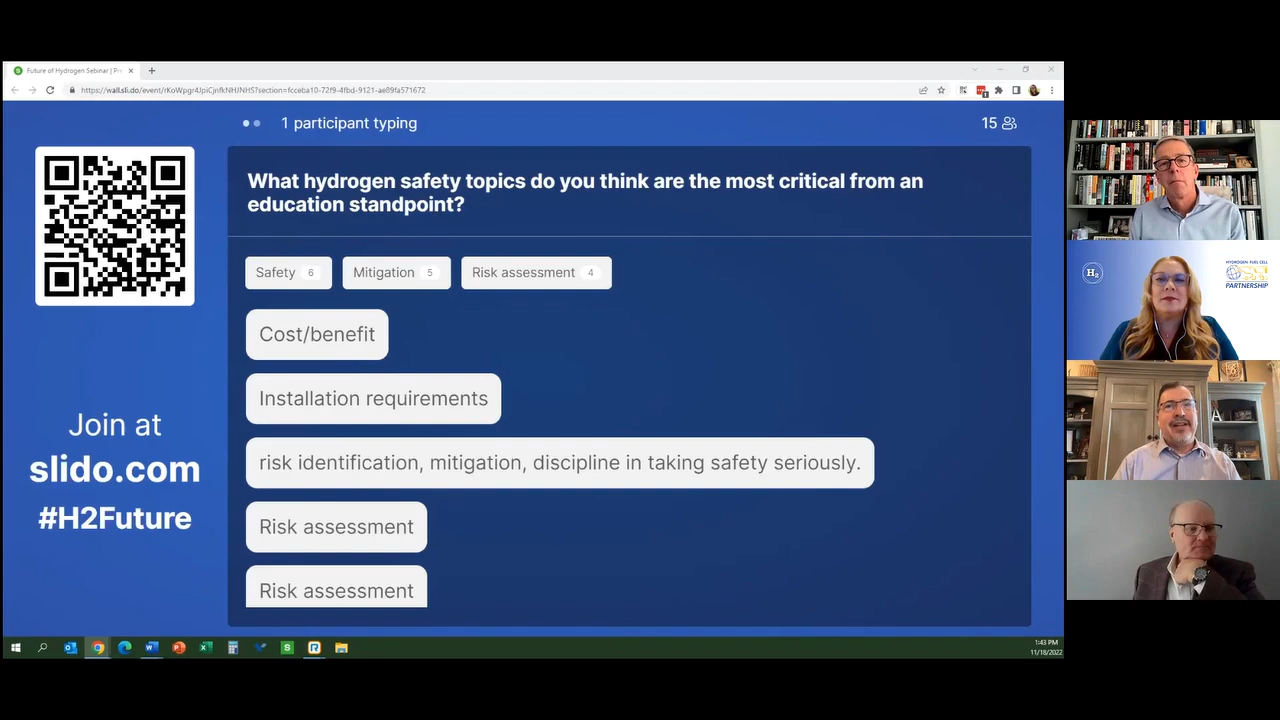 Future of Hydrogen Sebinar | Pr
https://wall.sli.do/event/rKoWpgr4JpiCjnfkNHJNHS?section=fcceba10-72f9-4fbd-9121-ae89fa571672
1 participant typing
15
What hydrogen safety topics do you think are the most critical from an
education standpoint?
Safety 6
Mitigation 5
Risk assessment 4
Cost/benefit
Installation requirements
risk identification, mitigation, discipline in taking safety seriously.
Risk assessment
Risk assessment
Join at
slido.com
#H2Future
1:43 PM
11/18/2022
H2
HYDROGEN FUEL CELL
PARTNERSHIP